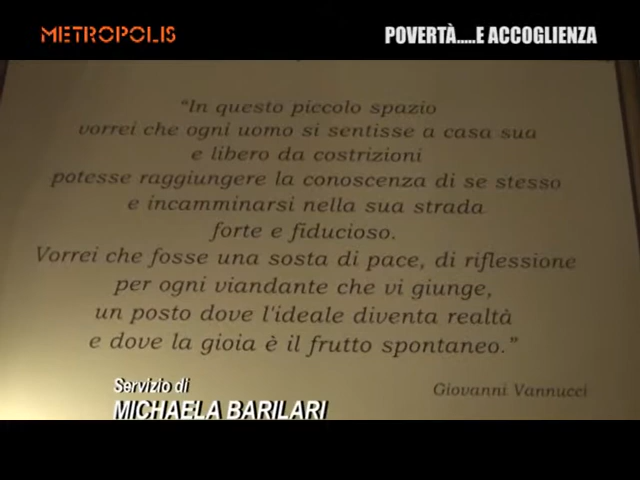 METROPOLIS
POVERTÀ.....E ACCOGLIENZA
"In questo piccolo spazio
vorrei che ogni uomo si sentisse a casa sua
e libero da costrizioni
potesse raggiungere la conoscenza di se stesso
e incamminarsi nella sua strada
forte e fiducioso.
Vorrei che fosse una sosta di pace, di riflessione
per ogni viandante che vi giunge,
un posto dove l'ideale diventa realtà
e dove la gioia è il frutto spontaneo."
Giovanni Vannucci
Servizio di
MICHAELA BARILARI